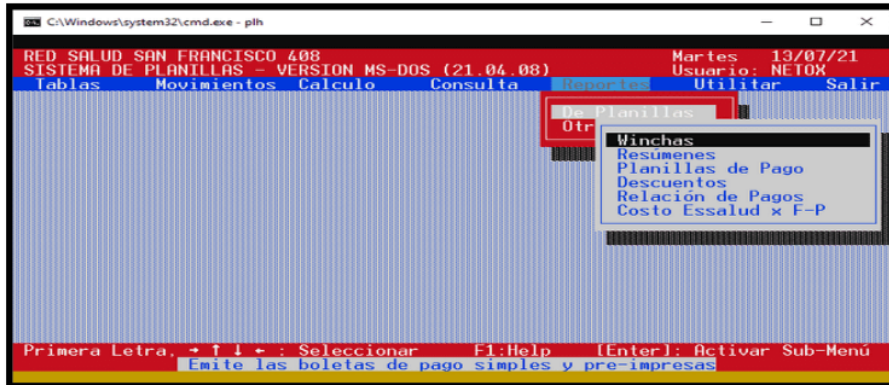 C:\Windows\system32\cmd.exe - plh
RED SALUD SAN FRANCISCO 408 Martes 13/07/21
SISTEMA DE PLANILLAS - VERSION MS-DOS (21.04.08) Usuario: NETOX
Tablas Movimientos Calculo Consulta Reportes Utilitar Salir
De Planillas
Otr
Winchas
Resúmenes
Planillas de Pago
Descuentos
Relación de Pagos
Costo Essalud x F-P
Primera Letra, → ↑ ↓ ← : Seleccionar F1:Help [Enter]: Activar Sub-Menú
Emite las boletas de pago simples y pre-impresas